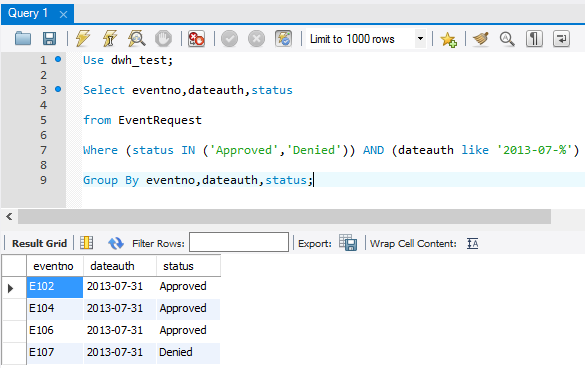 Query 1
Limit to 1000 rows
1 Use dwh_test;
2
3 Select eventno,dateauth,status
4
5 from EventRequest
6
7 Where (status IN ('Approved','Denied')) AND (dateauth like '2013-07-%')
8
9 Group By eventno,dateauth,status;
Result Grid Filter Rows: Export: Wrap Cell Content: IA
eventno dateauth status
E102 2013-07-31 Approved
E104 2013-07-31 Approved
E106 2013-07-31 Approved
E107 2013-07-31 Denied